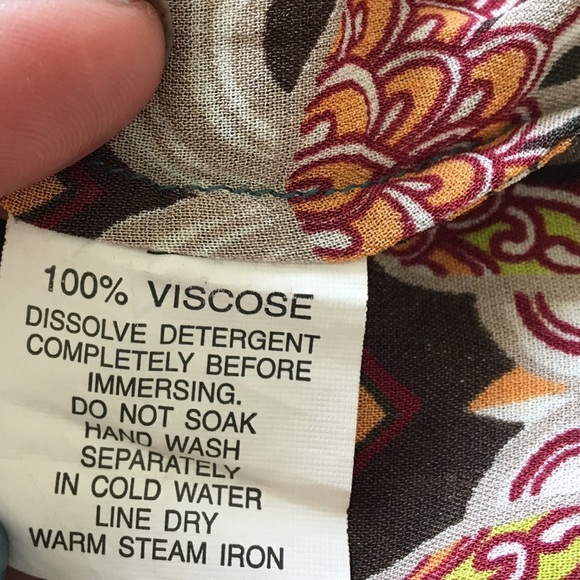 100% VISCOSE
DISSOLVE DETERGENT
COMPLETELY BEFORE
IMMERSING.
DO NOT SOAK
HAND WASH
SEPARATELY
IN COLD WATER
LINE DRY
WARM STEAM IRON